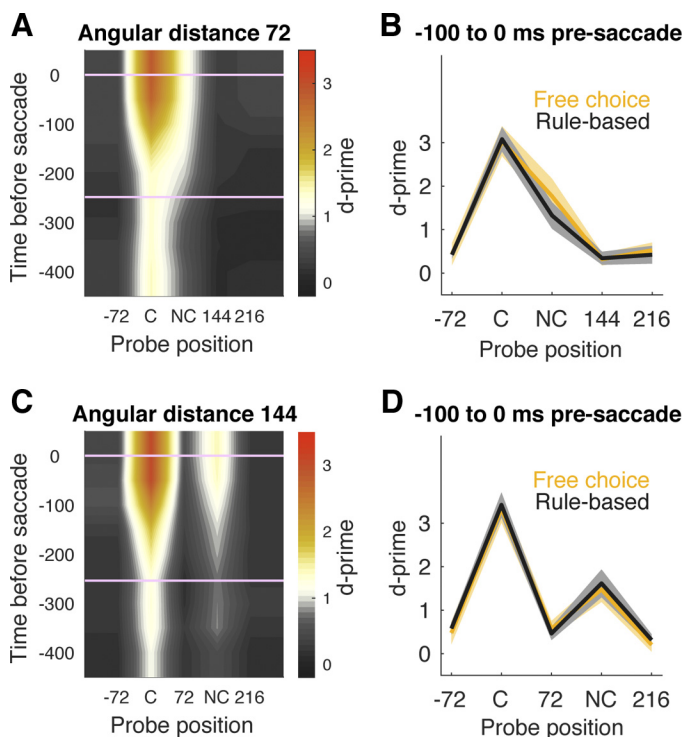 A
Angular distance 72
Time before saccade
0
-100
-200
-300
-400
-72 C NC 144 216
Probe position
3
2
1
0
d-prime
B
-100 to 0 ms pre-saccade
Free choice
Rule-based
d-prime
3
2
1
0
-72 C NC 144 216
Probe position
C
Angular distance 144
Time before saccade
0
-100
-200
-300
-400
-72 C 72 NC 216
Probe position
3
2
1
0
d-prime
D
-100 to 0 ms pre-saccade
Free choice
Rule-based
d-prime
3
2
1
0
-72 C 72 NC 216
Probe position